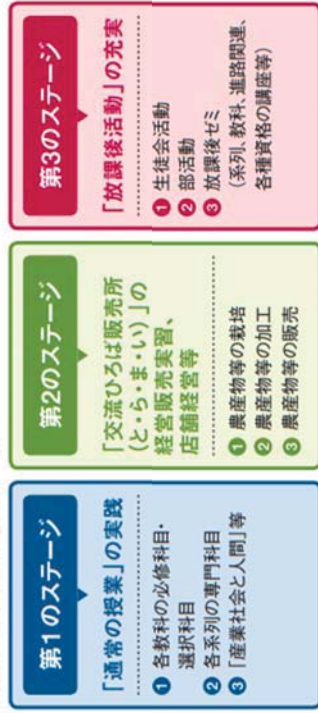 第1のステージ
「通常の授業」の実践
❶ 各教科の必修科目・
選択科目
❷ 各系列の専門科目
❸ 「産業社会と人間」等
第2のステージ
「交流ひろば販売所
(と・ら・ま・い)」の
経営販売実習、
店舗経営等
❶ 農産物等の栽培
❷ 農産物等の加工
❸ 農産物等の販売
第3のステージ
「放課後活動」の充実
❶ 生徒会活動
❷ 部活動
❸ 放課後ゼミ
(系列、教科、進路関連、
各種資格の講座等)